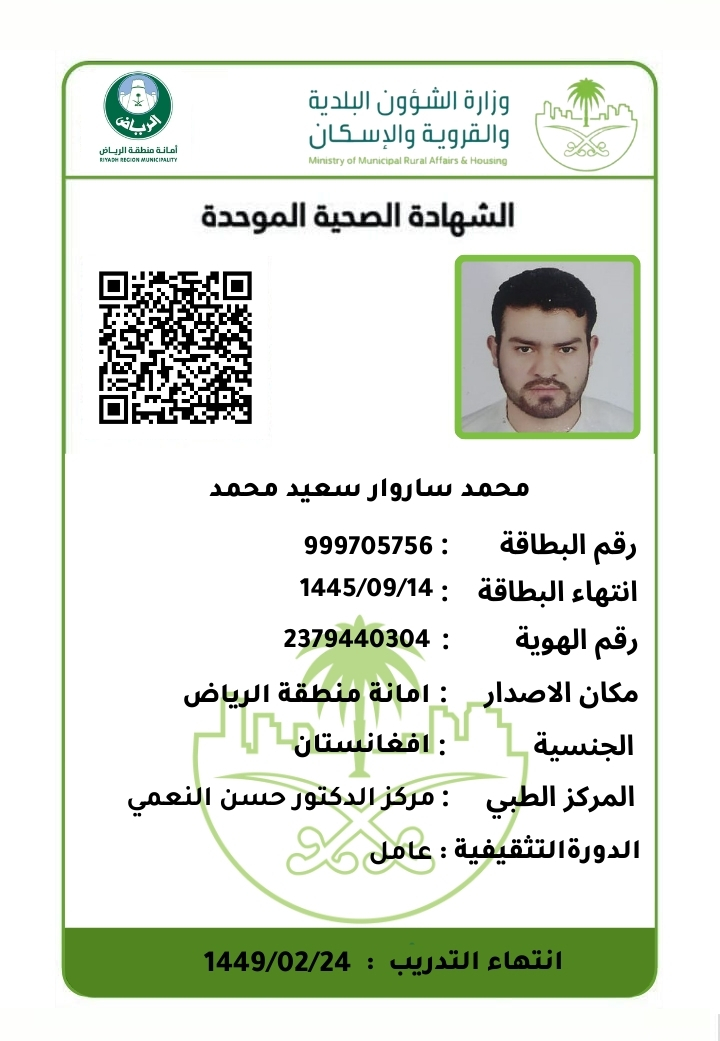 وزارة الشؤون البلدية
والقروية والإسكان
Ministry of Municipal Rural Affairs & Housing
الرياض
أمانة منطقة الرياض
RIYADH REGION MUNICIPALITY
الشهادة الصحية الموحدة
محمد ساروار سعيد محمد
رقم البطاقة : 999705756
انتهاء البطاقة : 1445/09/14
رقم الهوية : 2379440304
مكان الاصدار : امانة منطقة الرياض
الجنسية : افغانستان
المركز الطبي : مركز الدكتور حسن النعمي
الدورةالتثقيفية : عامل
انتهاء التدريب : 1449/02/24